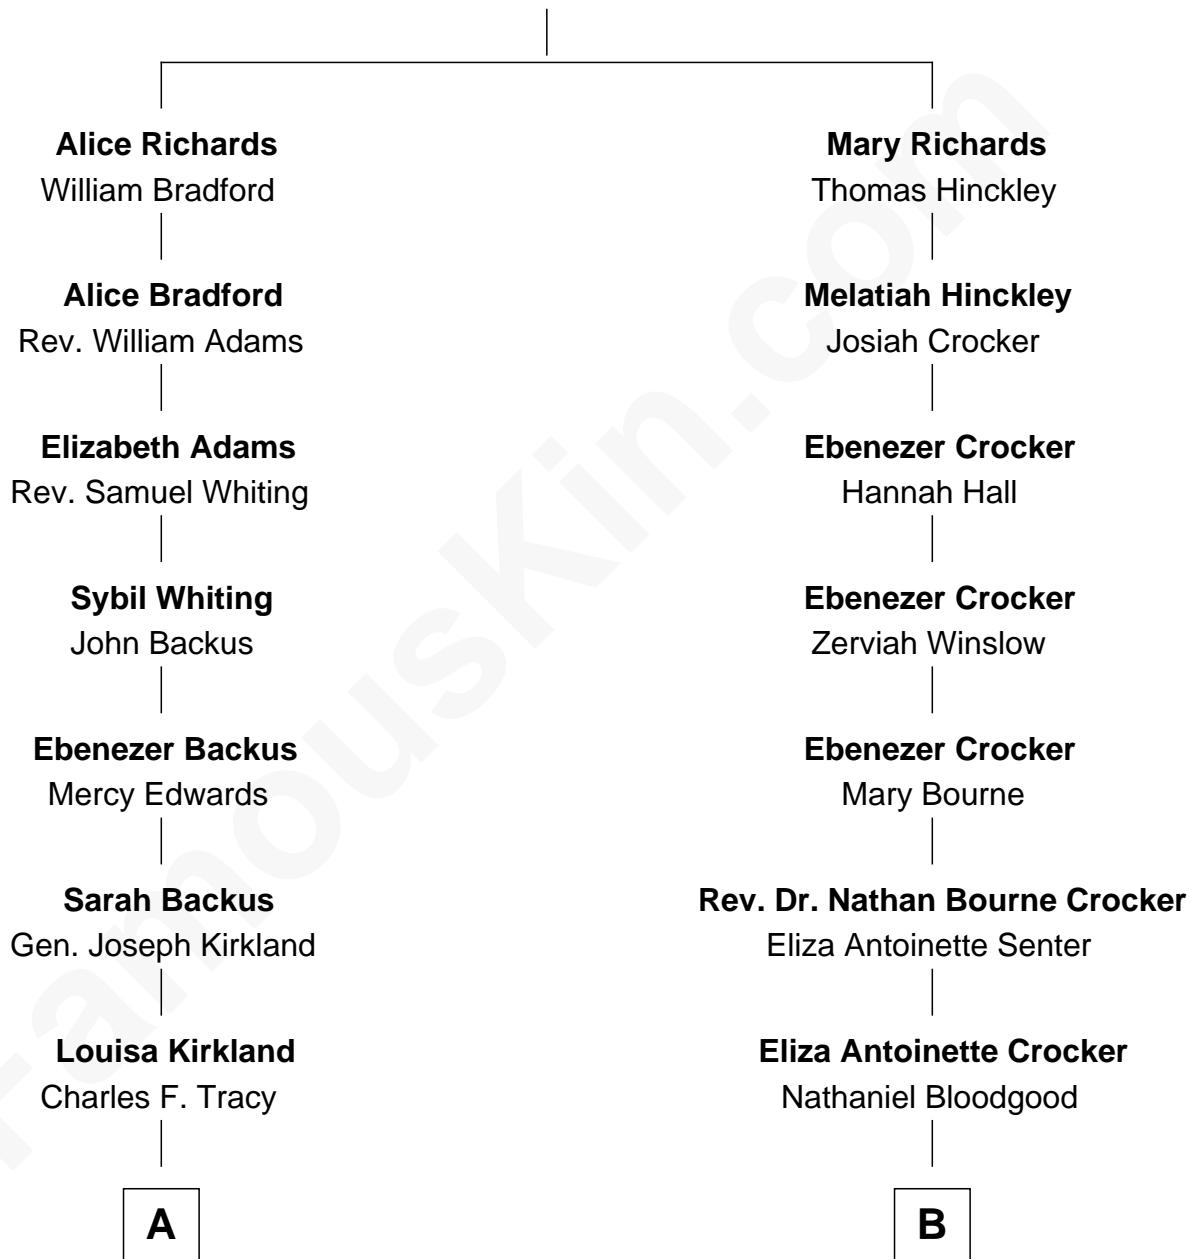 Alice Richards
William Bradford
Alice Bradford
Rev. William Adams
Elizabeth Adams
Rev. Samuel Whiting
Sybil Whiting
John Backus
Ebenezer Backus
Mercy Edwards
Sarah Backus
Gen. Joseph Kirkland
Louisa Kirkland
Charles F. Tracy
A
Mary Richards
Thomas Hinckley
Melatiah Hinckley
Josiah Crocker
Ebenezer Crocker
Hannah Hall
Ebenezer Crocker
Zerviah Winslow
Ebenezer Crocker
Mary Bourne
Rev. Dr. Nathan Bourne Crocker
Eliza Antoinette Senter
Eliza Antoinette Crocker
Nathaniel Bloodgood
B
FamousKin.com